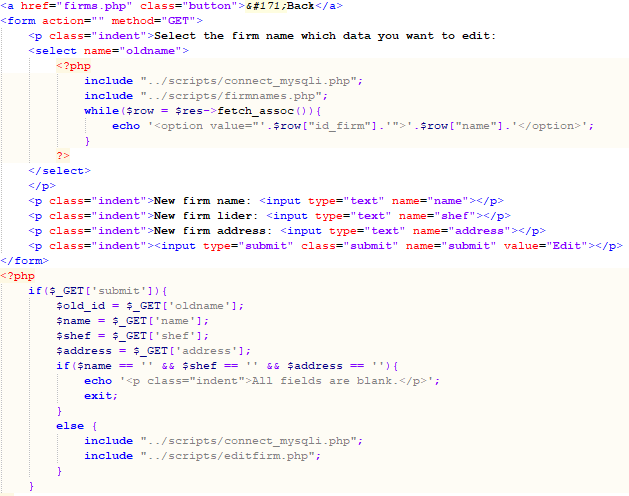 <a href="firms.php" class="button">&#171;Back</a>
<form action="" method="GET">
<p class="indent">Select the firm name which data you want to edit:
<select name="oldname">
<?php
include "../scripts/connect_mysqli.php";
include "../scripts/firmnames.php";
while($row = $res->fetch_assoc()){
echo '<option value="'.$row["id_firm"].'">'.$row["name"].'</option>';
}
?>
</select>
</p>
<p class="indent">New firm name: <input type="text" name="name"></p>
<p class="indent">New firm lider: <input type="text" name="shef"></p>
<p class="indent">New firm address: <input type="text" name="address"></p>
<p class="indent"><input type="submit" class="submit" name="submit" value="Edit"></p>
</form>
<?php
if($_GET['submit']){
$old_id = $_GET['oldname'];
$name = $_GET['name'];
$shef = $_GET['shef'];
$address = $_GET['address'];
if($name == '' && $shef == '' && $address == ''){
echo '<p class="indent">All fields are blank.</p>';
exit;
}
else {
include "../scripts/connect_mysqli.php";
include "../scripts/editfirm.php";
}
}